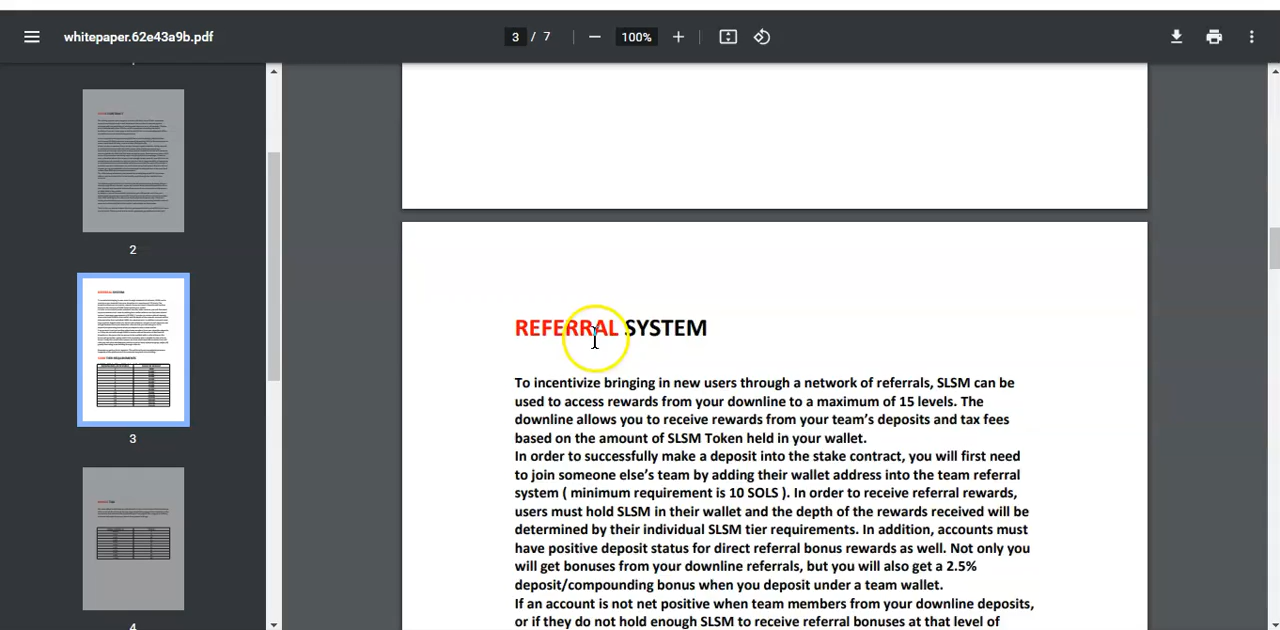 whitepaper.62e43a9b.pdf
3 / 7
100%
2
3
4
REFERRAL SYSTEM
To incentivize bringing in new users through a network of referrals, SLSM can be
used to access rewards from your downline to a maximum of 15 levels. The
downline allows you to receive rewards from your team’s deposits and tax fees
based on the amount of SLSM Token held in your wallet.
In order to successfully make a deposit into the stake contract, you will first need
to join someone else’s team by adding their wallet address into the team referral
system ( minimum requirement is 10 SOLS ). In order to receive referral rewards,
users must hold SLSM in their wallet and the depth of the rewards received will be
determined by their individual SLSM tier requirements. In addition, accounts must
have positive deposit status for direct referral bonus rewards as well. Not only you
will get bonuses from your downline referrals, but you will also get a 2.5%
deposit/compounding bonus when you deposit under a team wallet.
If an account is not net positive when team members from your downline deposits,
or if they do not hold enough SLSM to receive referral bonuses at that level of